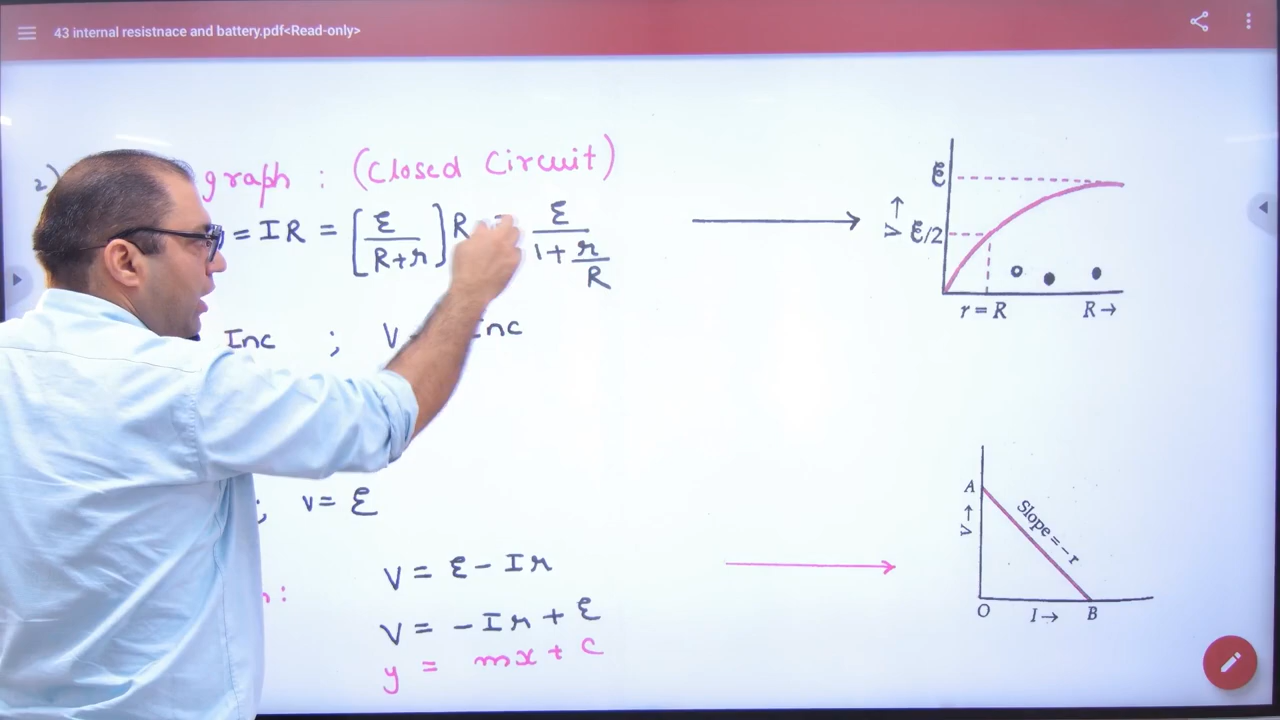 43 internal resistnace and battery.pdf<Read-only>
2) graph : (Closed Circuit)
= IR = [ε/(R+r)] R = ε/(1+r/R)
Inc ; V Inc
; V = ε
V = ε - Ir
V = -Ir + ε
y = mx + c
ε
V →
ε/2
r = R
R →
A
V →
Slope = -r
O
I →
B